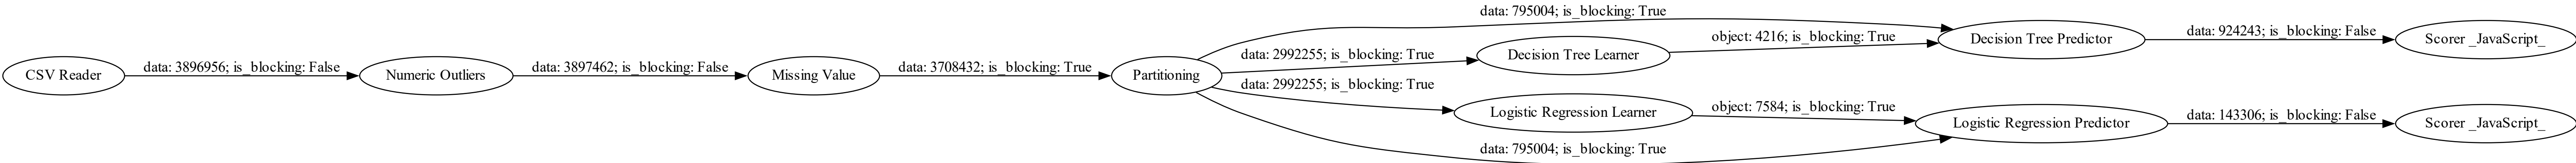 CSV Reader
data: 3896956; is_blocking: False
Numeric Outliers
data: 3897462; is_blocking: False
Missing Value
data: 3708432; is_blocking: True
Partitioning
data: 795004; is_blocking: True
data: 2992255; is_blocking: True
Decision Tree Learner
object: 4216; is_blocking: True
Decision Tree Predictor
data: 924243; is_blocking: False
Scorer _JavaScript_
data: 2992255; is_blocking: True
Logistic Regression Learner
object: 7584; is_blocking: True
Logistic Regression Predictor
data: 143306; is_blocking: False
Scorer _JavaScript_
data: 795004; is_blocking: True